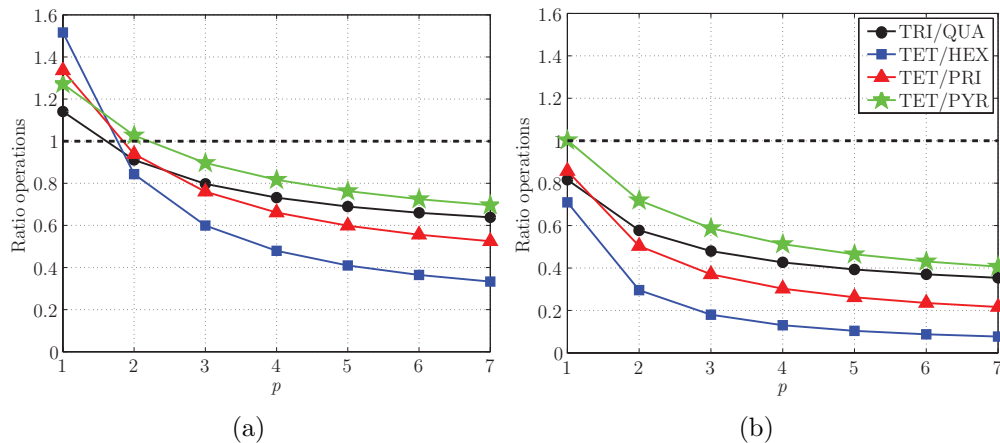 1.6
1.4
1.2
1
0.8
0.6
0.4
0.2
0
Ratio operations
1 2 3 4 5 6 7
p
(a)
1.6
1.4
1.2
1
0.8
0.6
0.4
0.2
0
Ratio operations
TRI/QUA
TET/HEX
TET/PRI
TET/PYR
1 2 3 4 5 6 7
p
(b)